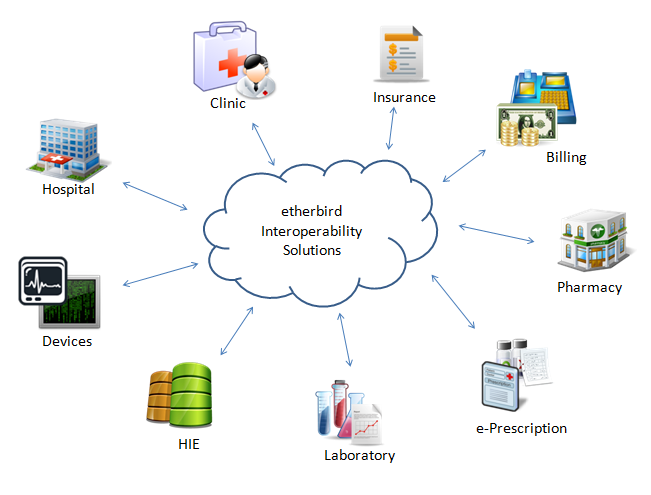 Clinic
Insurance
Billing
Hospital
etherbird
Interoperability
Solutions
Pharmacy
Devices
e-Prescription
HIE
Laboratory